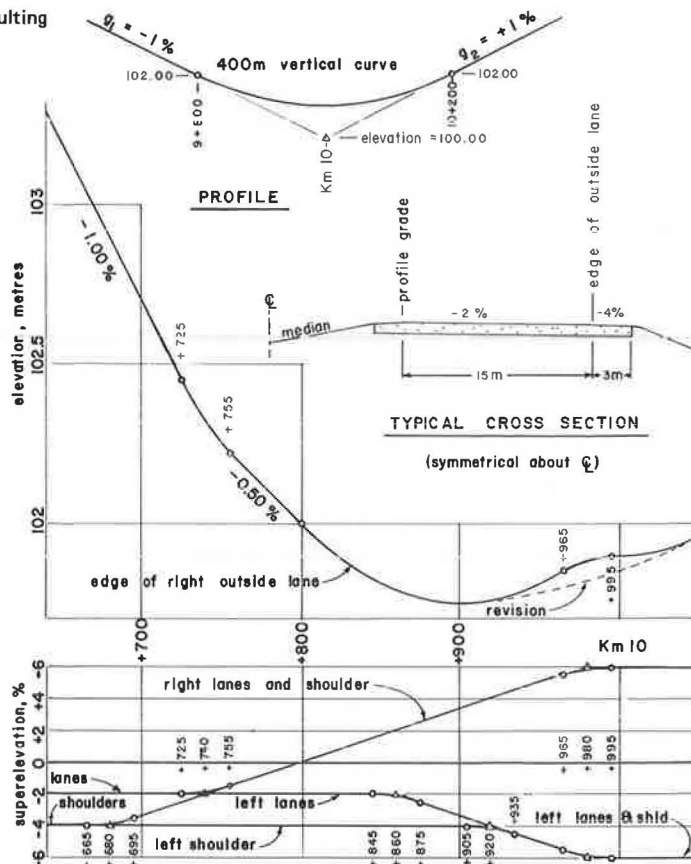 ulting
g₁ = -1 %
g₂ = +1 %
400m vertical curve
102.00
102.00
9+800
10+200
Km 10
elevation = 100.00
PROFILE
103
102.5
102
elevation, metres
-1.00 %
+725
+755
-0.50 %
profile grade
edge of outside lane
℄
median
-2 %
-4%
15m
3m
TYPICAL CROSS SECTION
(symmetrical about ℄)
edge of right outside lane
+965
+995
revision
+700
+800
+900
Km 10
superelevation, %
+6
+4
+2
0
-2
-4
-6
right lanes and shoulder
+725
+740
+755
+965
+980
+995
lanes
shoulders
left lanes
left shoulder
+935
left lanes & shld
+665
+680
+695
+845
+860
+875
+905
+920